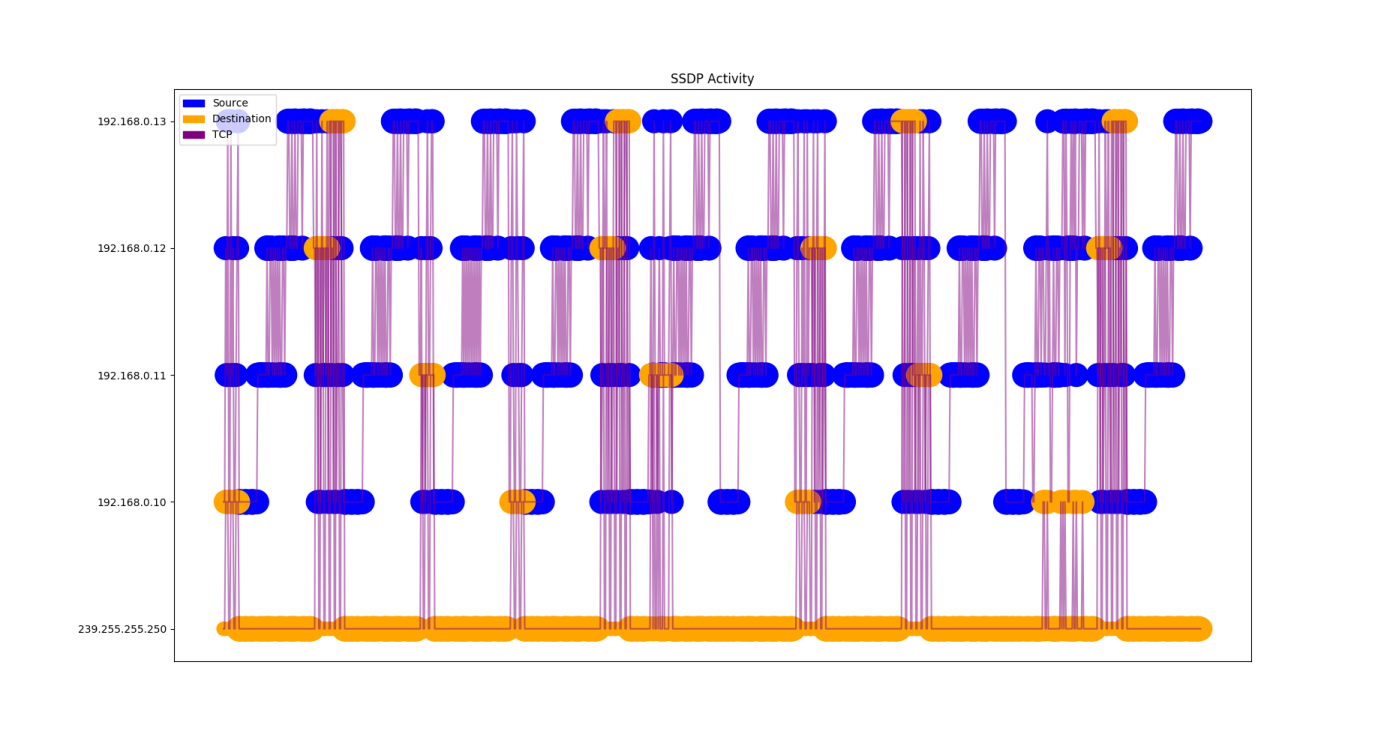 SSDP Activity
Source
Destination
TCP
192.168.0.13
192.168.0.12
192.168.0.11
192.168.0.10
239.255.255.250